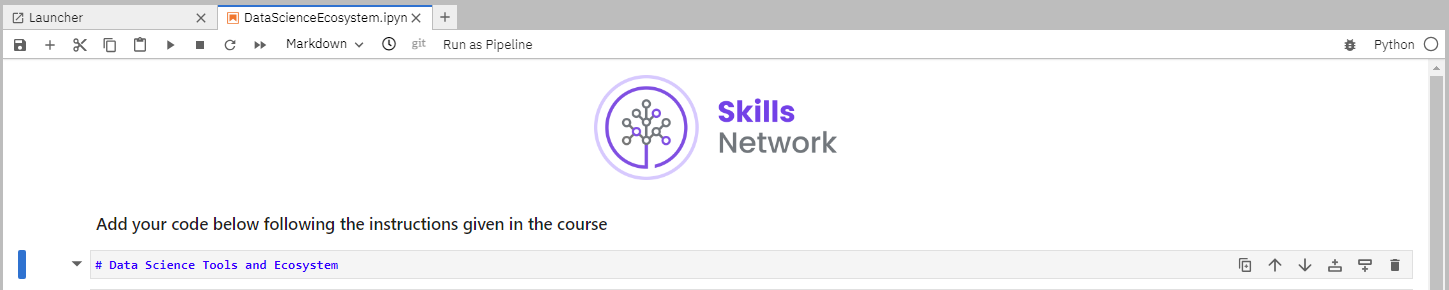 Launcher
DataScienceEcosystem.ipyn
Markdown
git
Run as Pipeline
Python
Skills
Network
Add your code below following the instructions given in the course
# Data Science Tools and Ecosystem